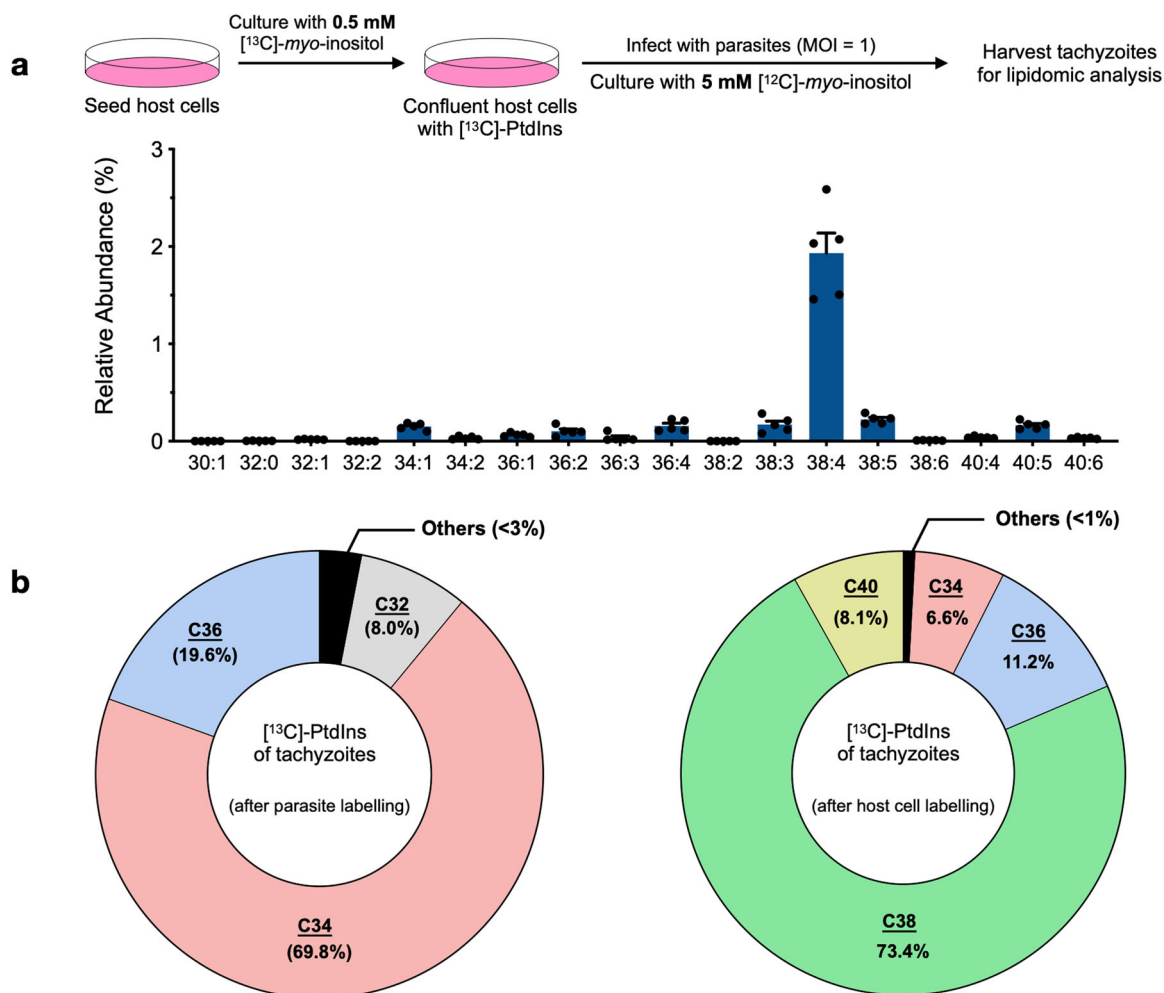 a
Culture with 0.5 mM
[¹³C]-myo-inositol
Seed host cells
Confluent host cells
with [¹³C]-PtdIns
Infect with parasites (MOI = 1)
Culture with 5 mM [¹²C]-myo-inositol
Harvest tachyzoites
for lipidomic analysis
Relative Abundance (%)
3
2
1
0
30:1 32:0 32:1 32:2 34:1 34:2 36:1 36:2 36:3 36:4 38:2 38:3 38:4 38:5 38:6 40:4 40:5 40:6
b
Others (<3%)
C32
(8.0%)
C36
(19.6%)
[¹³C]-PtdIns
of tachyzoites
(after parasite labelling)
C34
(69.8%)
Others (<1%)
C40
(8.1%)
C34
6.6%
C36
11.2%
[¹³C]-PtdIns
of tachyzoites
(after host cell labelling)
C38
73.4%